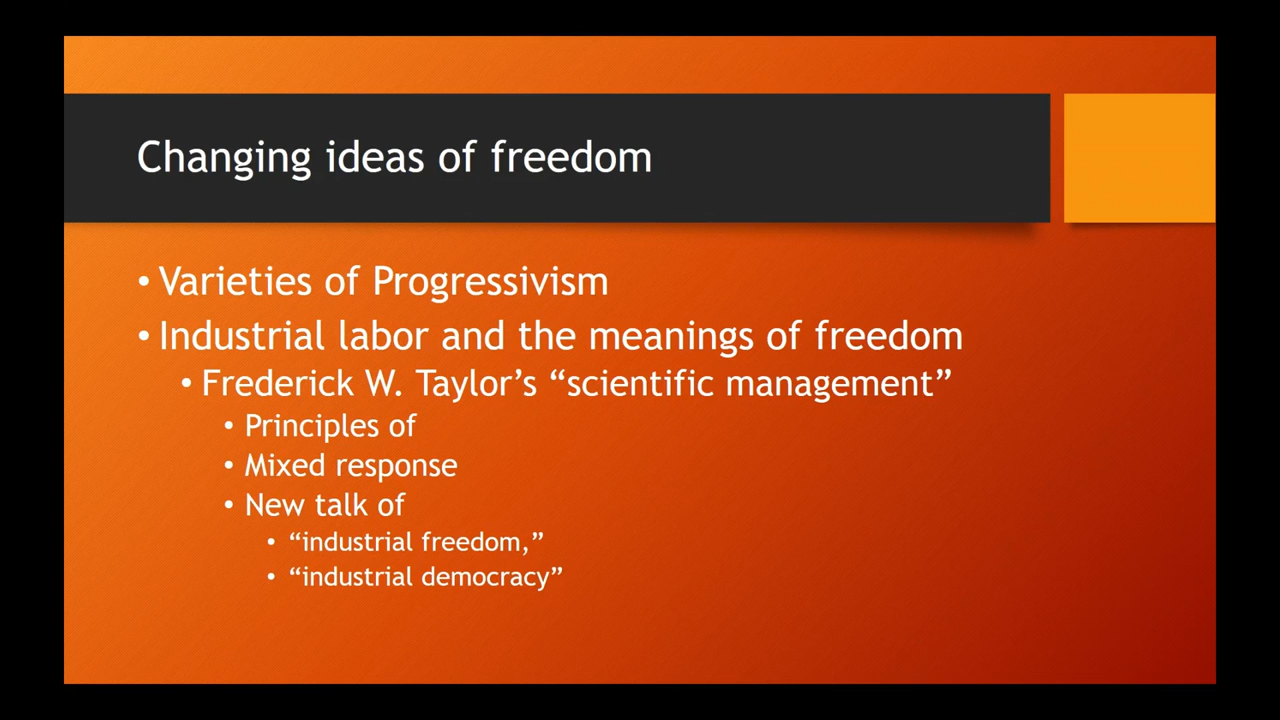 Changing ideas of freedom
• Varieties of Progressivism
• Industrial labor and the meanings of freedom
• Frederick W. Taylor’s “scientific management”
• Principles of
• Mixed response
• New talk of
• “industrial freedom,”
• “industrial democracy”